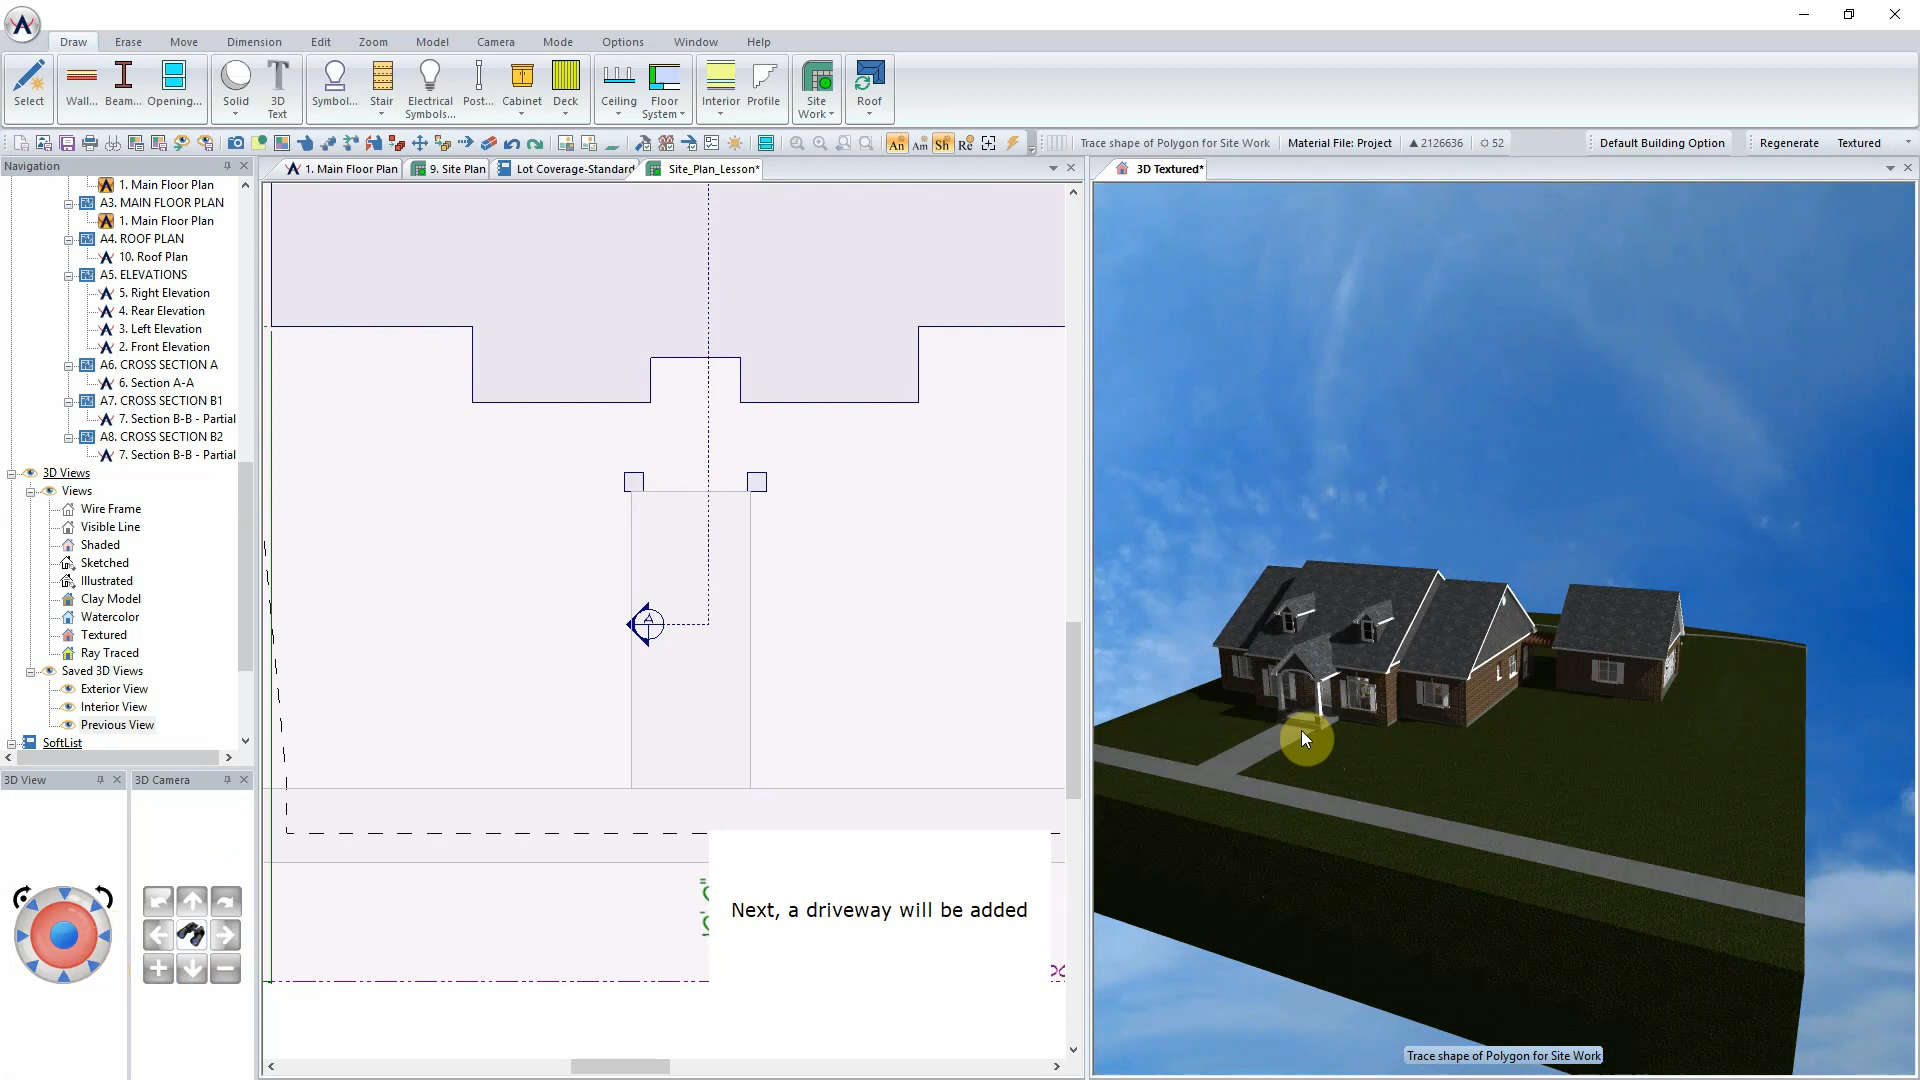 Draw Erase Move Dimension Edit Zoom Model Camera Mode Options Window Help
Select Wall... Beam... Opening... Solid 3D Text Symbol... Stair Electrical Symbols... Post... Cabinet Deck Ceiling Floor System Interior Profile Site Work Roof
An Am Sh Re Trace shape of Polygon for Site Work Material File: Project 2126636 52 Default Building Option Regenerate Textured
Navigation
1. Main Floor Plan 9. Site Plan Lot Coverage-Standard Site_Plan_Lesson*
3D Textured*
1. Main Floor Plan
A3. MAIN FLOOR PLAN
1. Main Floor Plan
A4. ROOF PLAN
10. Roof Plan
A5. ELEVATIONS
5. Right Elevation
4. Rear Elevation
3. Left Elevation
2. Front Elevation
A6. CROSS SECTION A
6. Section A-A
A7. CROSS SECTION B1
7. Section B-B - Partial
A8. CROSS SECTION B2
7. Section B-B - Partial
3D Views
Views
Wire Frame
Visible Line
Shaded
Sketched
Illustrated
Clay Model
Watercolor
Textured
Ray Traced
Saved 3D Views
Exterior View
Interior View
Previous View
SoftList
3D View 3D Camera
A
Next, a driveway will be added
Trace shape of Polygon for Site Work